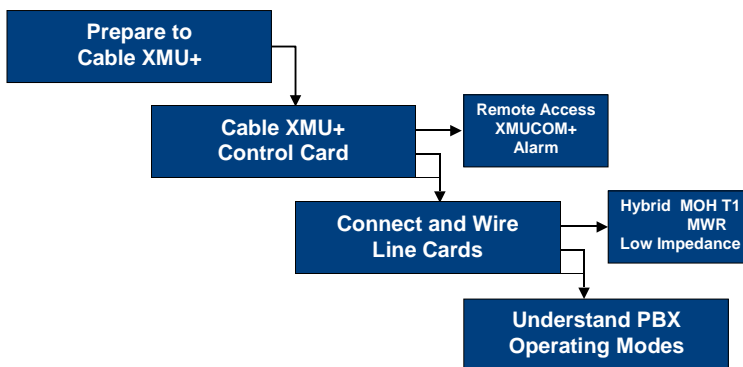 Prepare to
Cable XMU+
Cable XMU+
Control Card
Remote Access
XMUCOM+
Alarm
Connect and Wire
Line Cards
Hybrid MOH T1
MWR
Low Impedance
Understand PBX
Operating Modes